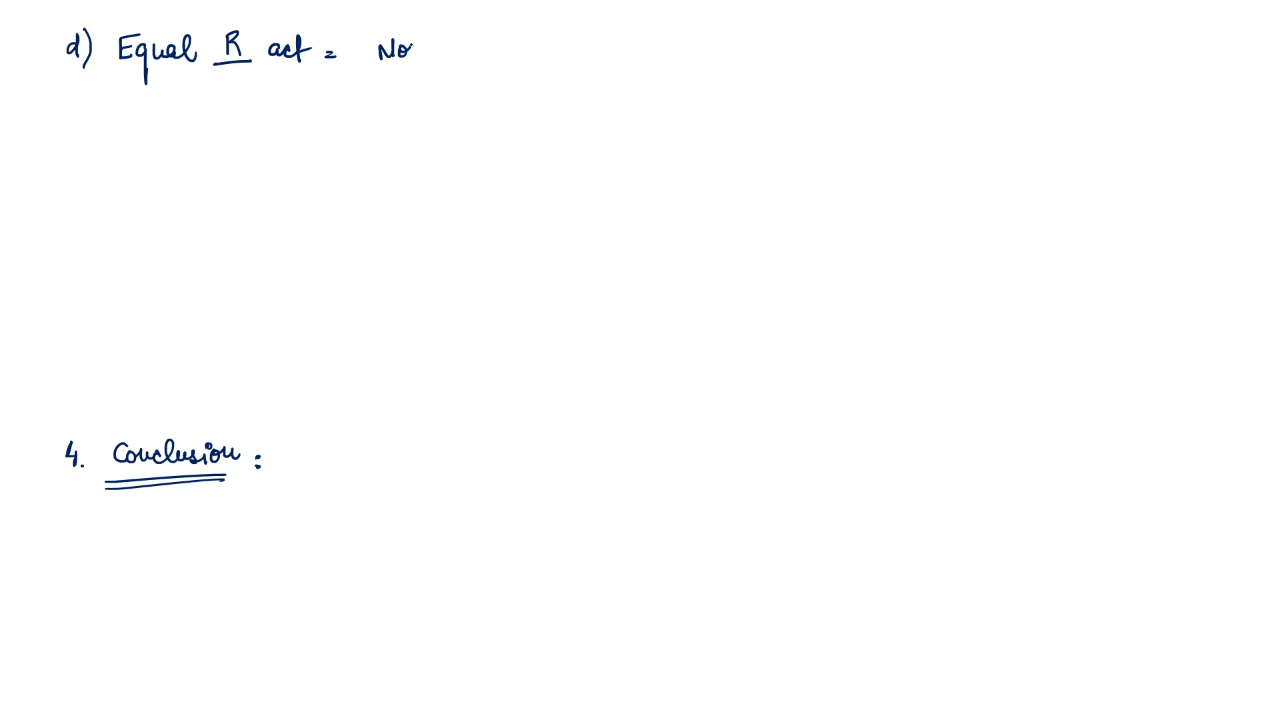 d) Equal R act = No
4. Conclusion :